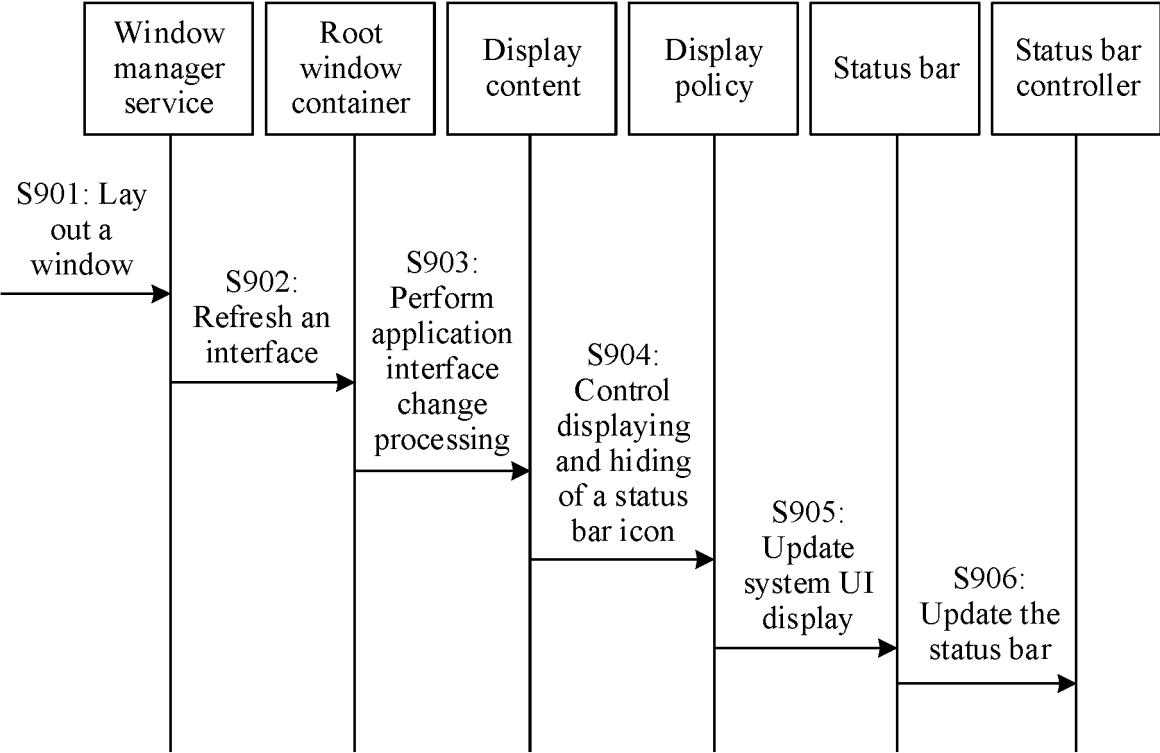 Window
manager
service
Root
window
container
Display
content
Display
policy
Status bar
Status bar
controller
S901: Lay
out a
window
S902:
Refresh an
interface
S903:
Perform
application
interface
change
processing
S904:
Control
displaying
and hiding
of a status
bar icon
S905:
Update
system UI
display
S906:
Update the
status bar